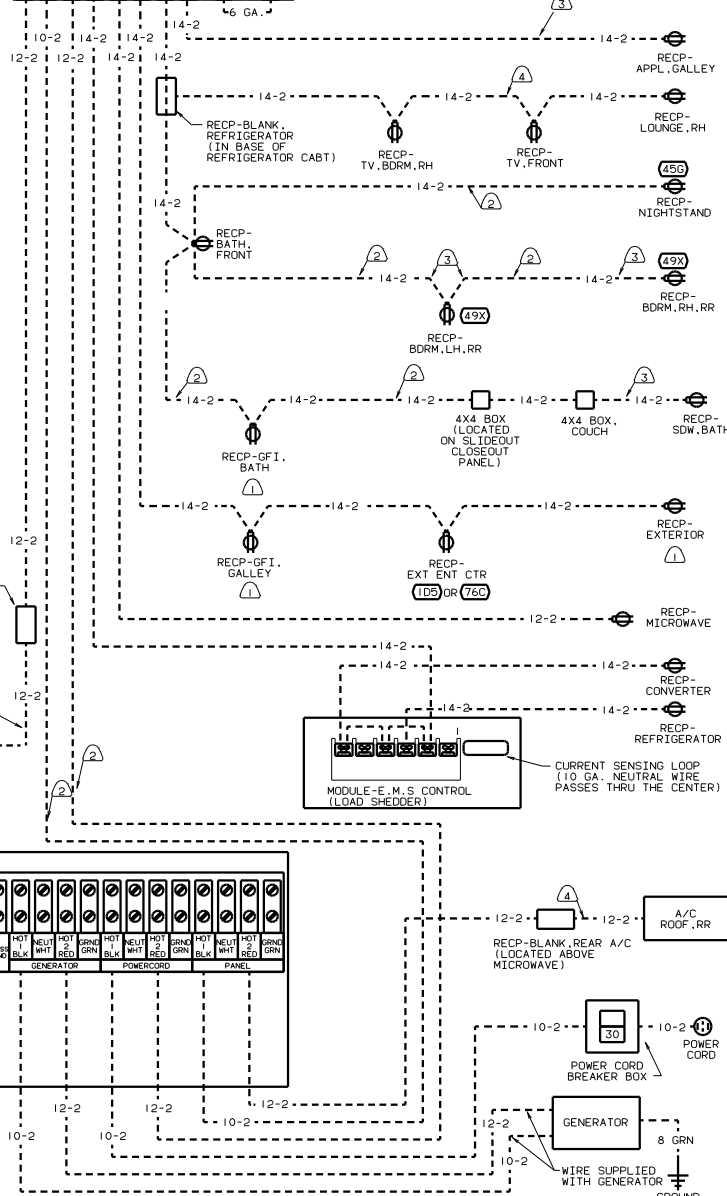 6 GA.
3
14-2
10-2
14-2
14-2
12-2
12-2
14-2
14-2
14-2
14-2
RECP-
APPL,GALLEY
4
14-2
14-2
14-2
RECP-BLANK,
REFRIGERATOR
(IN BASE OF
REFRIGERATOR CABT)
RECP-
TV,BDRM,RH
RECP-
TV,FRONT
RECP-
LOUNGE,RH
45G
14-2
2
RECP-
NIGHTSTAND
14-2
RECP-
BATH,
FRONT
2
3
2
3
49X
14-2
14-2
49X
RECP-
BDRM,LH,RR
RECP-
BDRM,RH,RR
2
2
3
14-2
14-2
14-2
14-2
14-2
RECP-GFI,
BATH
1
4X4 BOX
(LOCATED
ON SLIDEOUT
CLOSEOUT
PANEL)
4X4 BOX,
COUCH
RECP-
SDW,BATH
14-2
14-2
14-2
RECP-GFI,
GALLEY
1
RECP-
EXT ENT CTR
1D5 OR 76C
RECP-
EXTERIOR
1
12-2
12-2
RECP-
MICROWAVE
14-2
14-2
14-2
RECP-
CONVERTER
12-2
14-2
14-2
RECP-
REFRIGERATOR
1
CURRENT SENSING LOOP
(10 GA. NEUTRAL WIRE
PASSES THRU THE CENTER)
MODULE-E.M.S CONTROL
(LOAD SHEDDER)
2
2
HOT
1
BLK
NEUT
WHT
HOT
2
RED
GRND
GRN
HOT
1
BLK
NEUT
WHT
HOT
2
RED
GRND
GRN
HOT
1
BLK
NEUT
WHT
HOT
2
RED
GRND
GRN
GENERATOR
POWERCORD
PANEL
4
12-2
12-2
A/C
ROOF,RR
RECP-BLANK,REAR A/C
(LOCATED ABOVE
MICROWAVE)
10-2
30
10-2
POWER
CORD
POWER CORD
BREAKER BOX
12-2
12-2
12-2
10-2
10-2
10-2
12-2
10-2
GENERATOR
8 GRN
WIRE SUPPLIED
WITH GENERATOR
GROUND